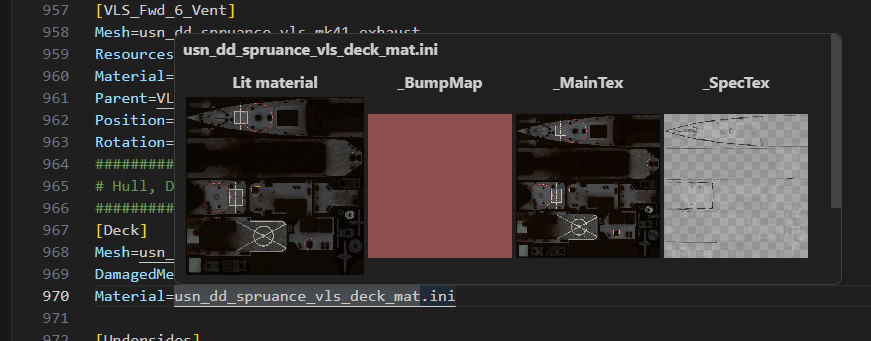 957 [VLS_Fwd_6_Vent]
958 Mesh=usn_dd_spruance_vls_mk41_exhaust
959 Resources
960 Material=
961 Parent=VL
962 Position=
963 Rotation=
964 #########
965 # Hull, D
966 #########
967 [Deck]
968 Mesh=usn_
969 DamagedMe
970 Material=usn_dd_spruance_vls_deck_mat.ini
971
972 [Undersides]
usn_dd_spruance_vls_deck_mat.ini
Lit material _BumpMap _MainTex _SpecTex